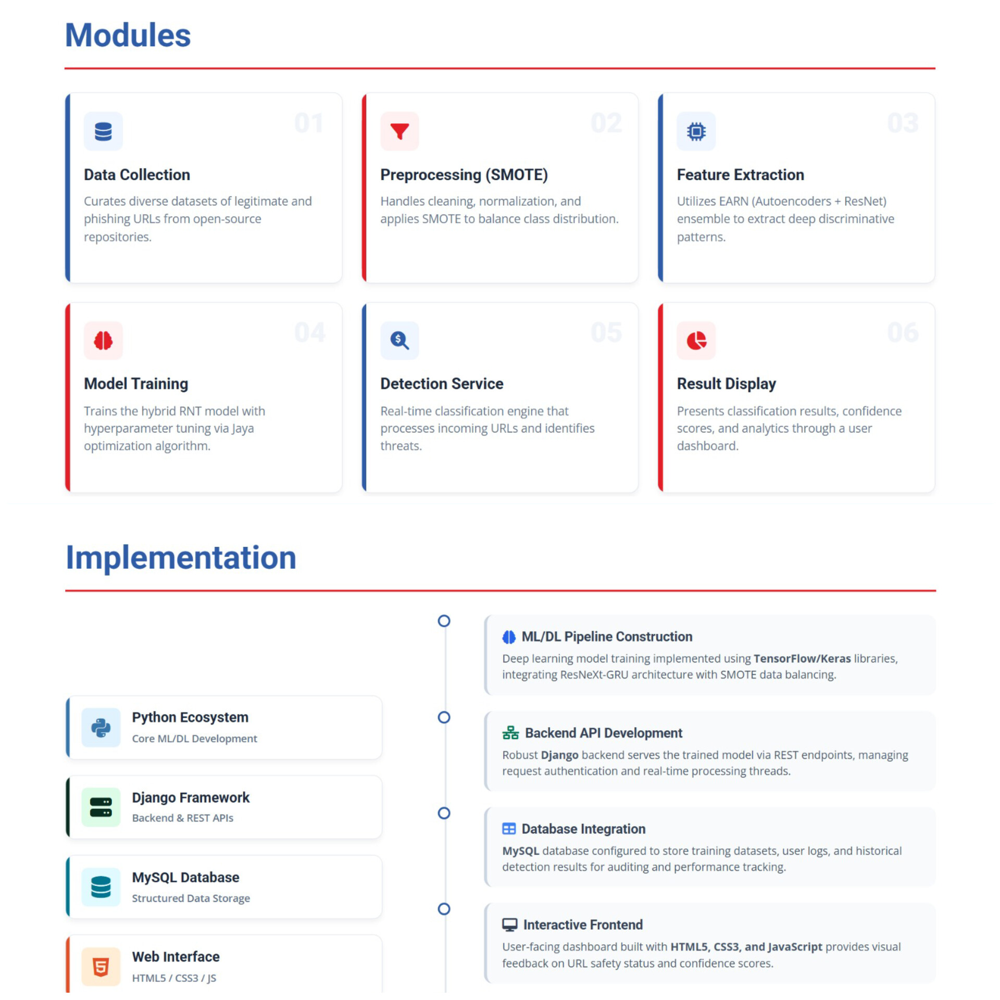 Modules
01
Data Collection
Curates diverse datasets of legitimate and
phishing URLs from open-source
repositories.
02
Preprocessing (SMOTE)
Handles cleaning, normalization, and
applies SMOTE to balance class distribution.
03
Feature Extraction
Utilizes EARN (Autoencoders + ResNet)
ensemble to extract deep discriminative
patterns.
04
Model Training
Trains the hybrid RNT model with
hyperparameter tuning via Jaya
optimization algorithm.
05
$
Detection Service
Real-time classification engine that
processes incoming URLs and identifies
threats.
06
Result Display
Presents classification results, confidence
scores, and analytics through a user
dashboard.
Implementation
Python Ecosystem
Core ML/DL Development
Django Framework
Backend & REST APIs
MySQL Database
Structured Data Storage
5
Web Interface
HTML5 / CSS3 / JS
ML/DL Pipeline Construction
Deep learning model training implemented using TensorFlow/Keras libraries,
integrating ResNeXt-GRU architecture with SMOTE data balancing.
Backend API Development
Robust Django backend serves the trained model via REST endpoints, managing
request authentication and real-time processing threads.
Database Integration
MySQL database configured to store training datasets, user logs, and historical
detection results for auditing and performance tracking.
Interactive Frontend
User-facing dashboard built with HTML5, CSS3, and JavaScript provides visual
feedback on URL safety status and confidence scores.